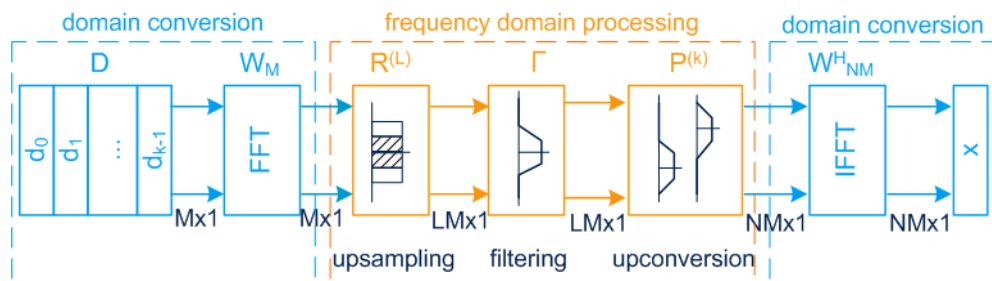 domain conversion
frequency domain processing
domain conversion
D
W_M
R^(L)
Γ
P^(k)
W^H_NM
d_0
d_1
...
d_k-1
FFT
IFFT
x
Mx1
Mx1
LMx1
LMx1
NMx1
NMx1
upsampling
filtering
upconversion